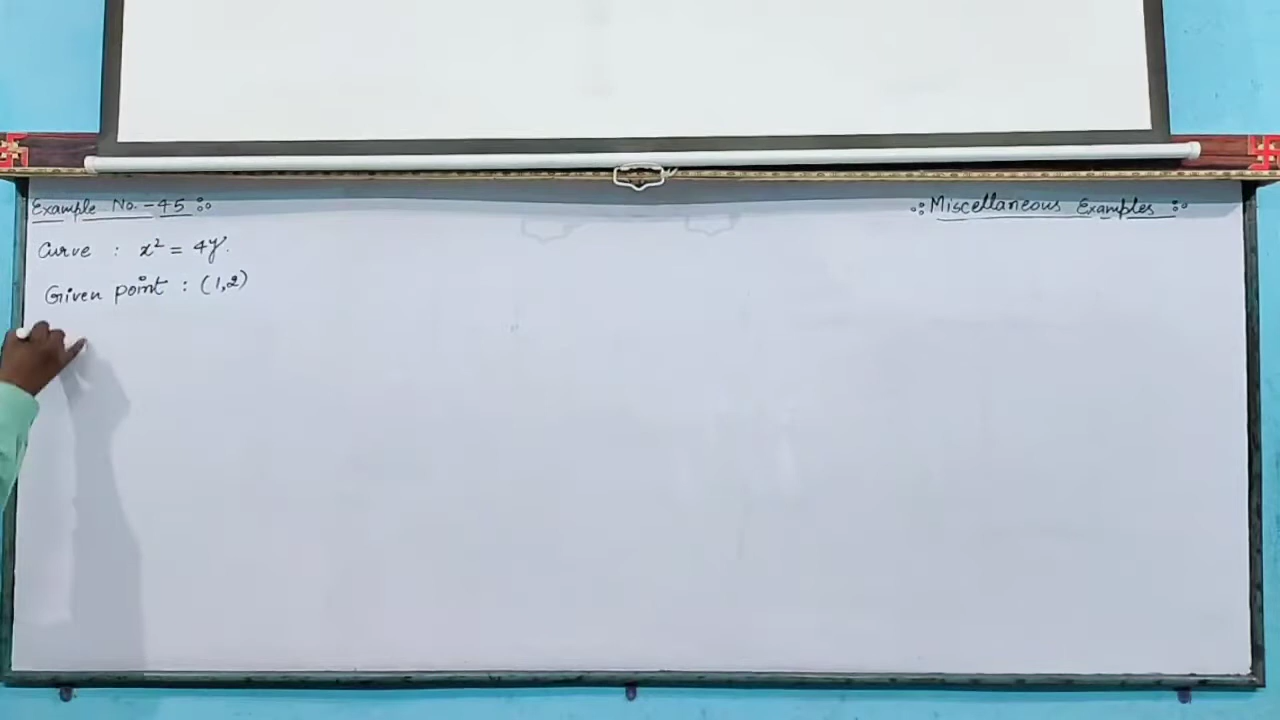 Example No. - 45 :
: Miscellaneous Examples :
Curve : x² = 4y.
Given point : (1,2)